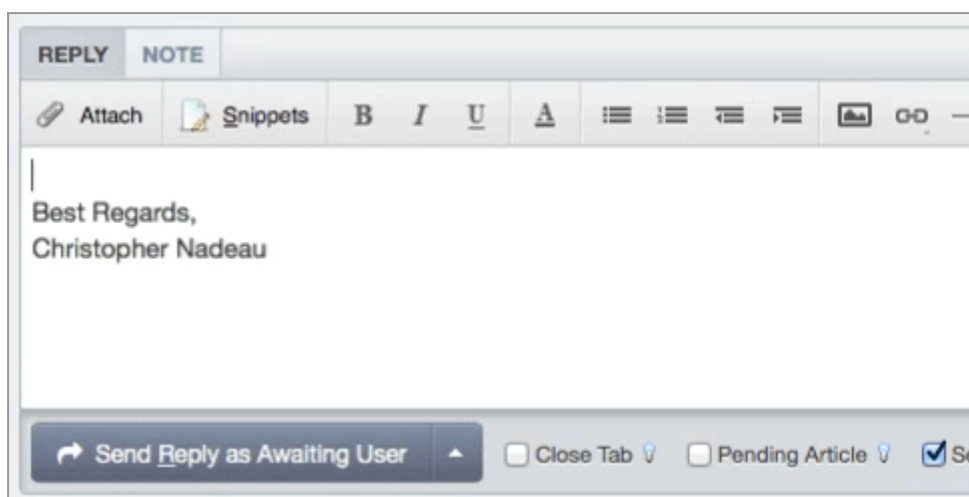 REPLY NOTE
Attach Snippets B I U A
Best Regards,
Christopher Nadeau
Send Reply as Awaiting User Close Tab Pending Article